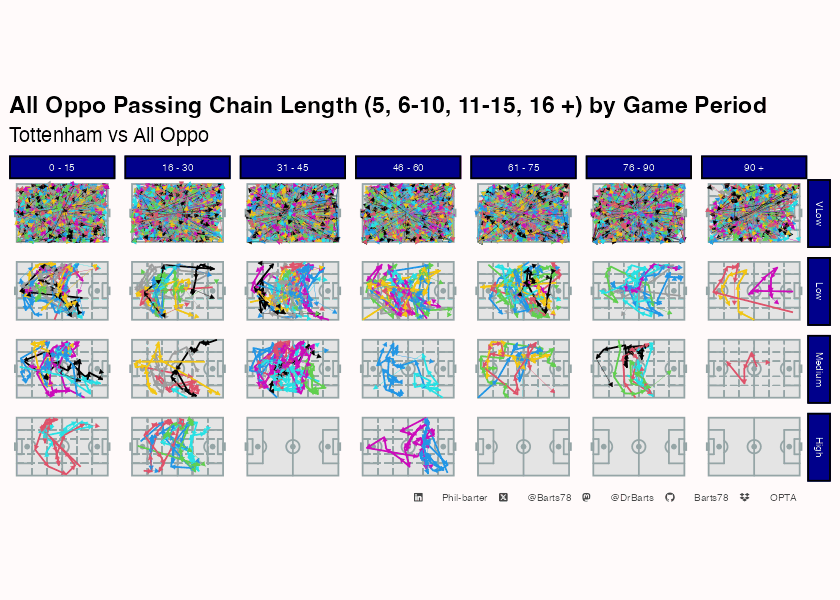 All Oppo Passing Chain Length (5, 6-10, 11-15, 16 +) by Game Period
Tottenham vs All Oppo
0 - 15 16 - 30 31 - 45 46 - 60 61 - 75 76 - 90 90 +
VLow
Low
Medium
High
Phil-barter @Barts78 @DrBarts Barts78 OPTA